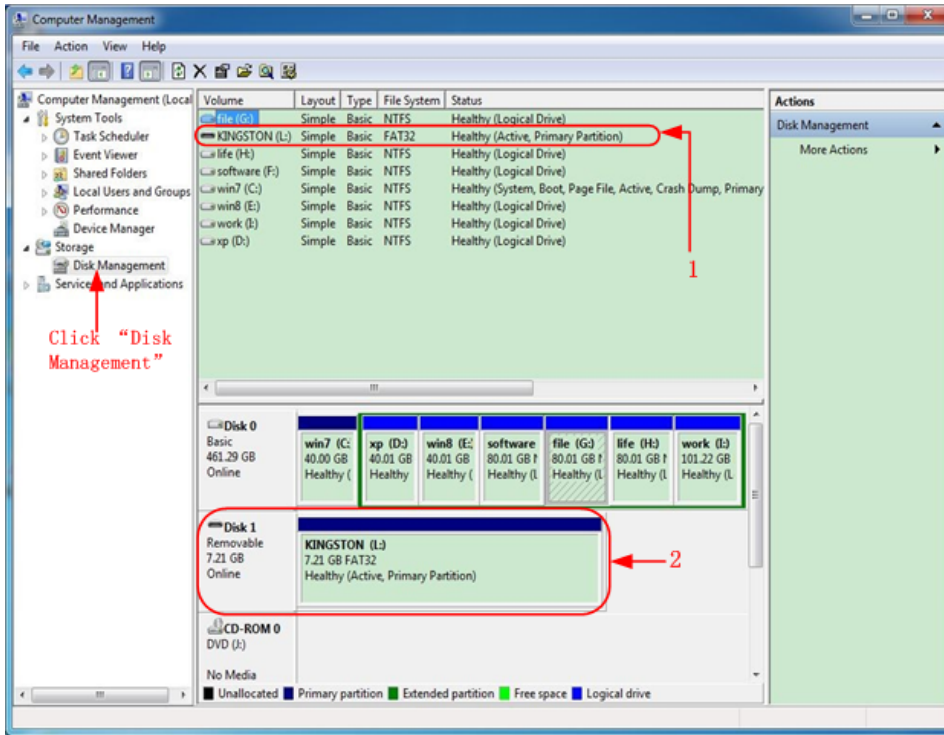 Computer Management
File Action View Help
Computer Management (Local
System Tools
Task Scheduler
Event Viewer
Shared Folders
Local Users and Groups
Performance
Device Manager
Storage
Disk Management
Services and Applications
Click “Disk
Management”
Volume Layout Type File System Status
file (G:) Simple Basic NTFS Healthy (Logical Drive)
KINGSTON (L:) Simple Basic FAT32 Healthy (Active, Primary Partition)
life (H:) Simple Basic NTFS Healthy (Logical Drive)
software (F:) Simple Basic NTFS Healthy (Logical Drive)
win7 (C:) Simple Basic NTFS Healthy (System, Boot, Page File, Active, Crash Dump, Primary
win8 (E:) Simple Basic NTFS Healthy (Logical Drive)
work (I:) Simple Basic NTFS Healthy (Logical Drive)
xp (D:) Simple Basic NTFS Healthy (Logical Drive)
1
Disk 0
Basic
461.29 GB
Online
win7 (C:
40.00 GB
Healthy (
xp (D:)
40.01 GB
Healthy
win8 (E:
40.01 GB
Healthy (
software
80.01 GB
Healthy (L
file (G:)
80.01 GB
Healthy (L
life (H:)
80.01 GB
Healthy (L
work (I:)
101.22 GB
Healthy (L
Disk 1
Removable
7.21 GB
Online
KINGSTON (L:)
7.21 GB FAT32
Healthy (Active, Primary Partition)
2
CD-ROM 0
DVD (J:)
No Media
Unallocated Primary partition Extended partition Free space Logical drive
Actions
Disk Management
More Actions